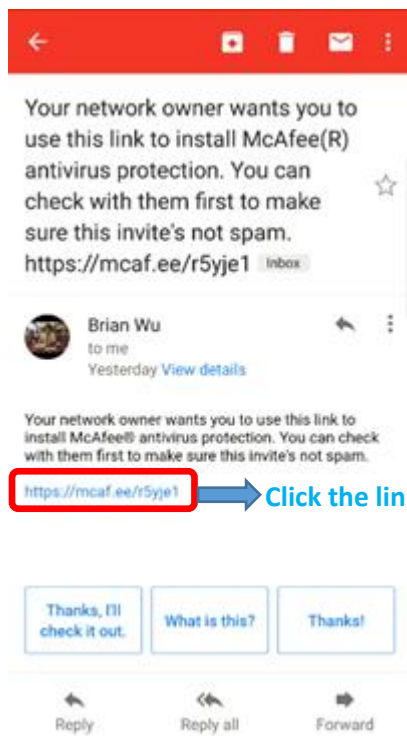 Your network owner wants you to
use this link to install McAfee(R)
antivirus protection. You can
check with them first to make
sure this invite's not spam.
https://mcaf.ee/r5yje1 Inbox
Brian Wu
to me
Yesterday View details
Your network owner wants you to use this link to
install McAfee® antivirus protection. You can check
with them first to make sure this invite's not spam.
https://mcaf.ee/r5yje1 Click the lin
Thanks, I'll
check it out.
What is this?
Thanks!
Reply Reply all Forward